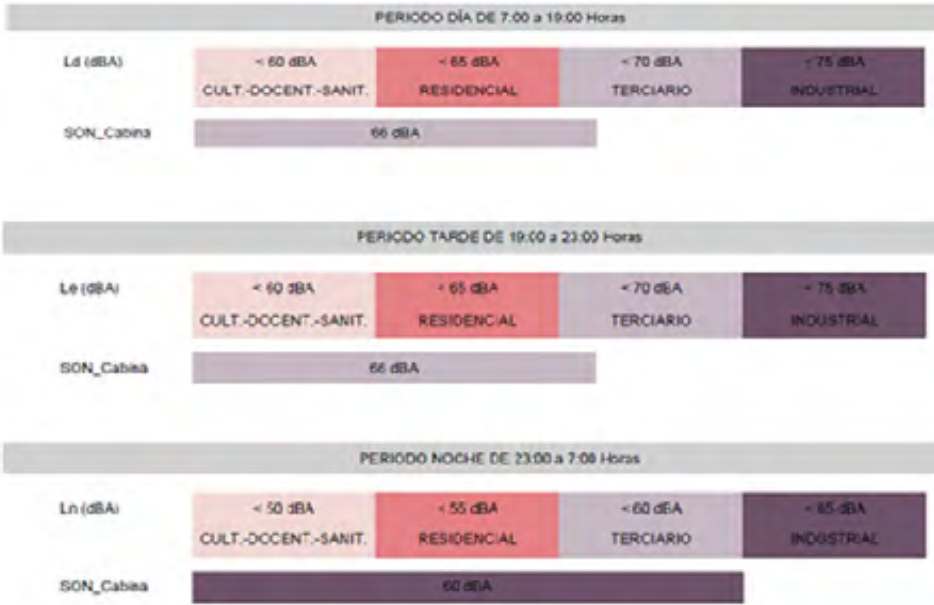 PERIODO DÍA DE 7:00 a 19:00 Horas
Ld (dBA) < 60 dBA < 65 dBA < 70 dBA < 75 dBA
CULT.-DOCENT.-SANIT. RESIDENCIAL TERCIARIO INDUSTRIAL
SON_Cabina 66 dBA
PERIODO TARDE DE 19:00 a 23:00 Horas
Le (dBA) < 60 dBA < 65 dBA < 70 dBA < 75 dBA
CULT.-DOCENT.-SANIT. RESIDENCIAL TERCIARIO INDUSTRIAL
SON_Cabina 66 dBA
PERIODO NOCHE DE 23:00 a 7:00 Horas
Ln (dBA) < 50 dBA < 55 dBA < 60 dBA < 65 dBA
CULT.-DOCENT.-SANIT. RESIDENCIAL TERCIARIO INDUSTRIAL
SON_Cabina 60 dBA